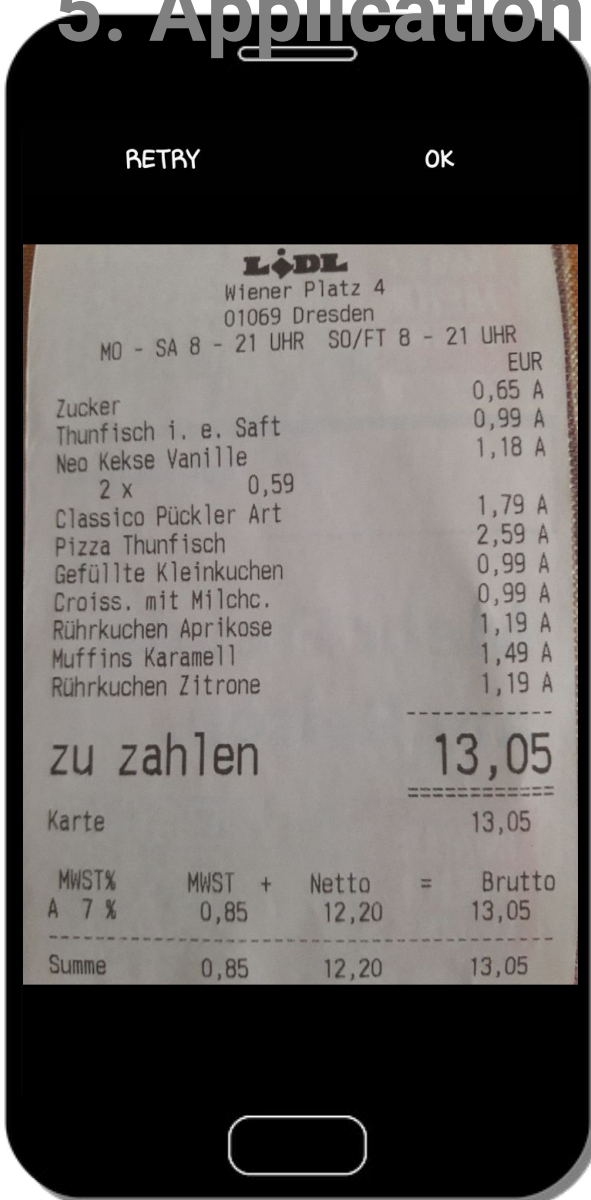 5. Application
RETRY OK
LIDL
Wiener Platz 4
01069 Dresden
MO - SA 8 - 21 UHR SO/FT 8 - 21 UHR
EUR
Zucker 0,65 A
Thunfisch i. e. Saft 0,99 A
Neo Kekse Vanille 1,18 A
2 x 0,59
Classico Pückler Art 1,79 A
Pizza Thunfisch 2,59 A
Gefüllte Kleinkuchen 0,99 A
Croiss. mit Milchc. 0,99 A
Rührkuchen Aprikose 1,19 A
Muffins Karamell 1,49 A
Rührkuchen Zitrone 1,19 A
------------
zu zahlen 13,05
============
Karte 13,05
MWST% MWST + Netto = Brutto
A 7 % 0,85 12,20 13,05
------------------------------------------
Summe 0,85 12,20 13,05